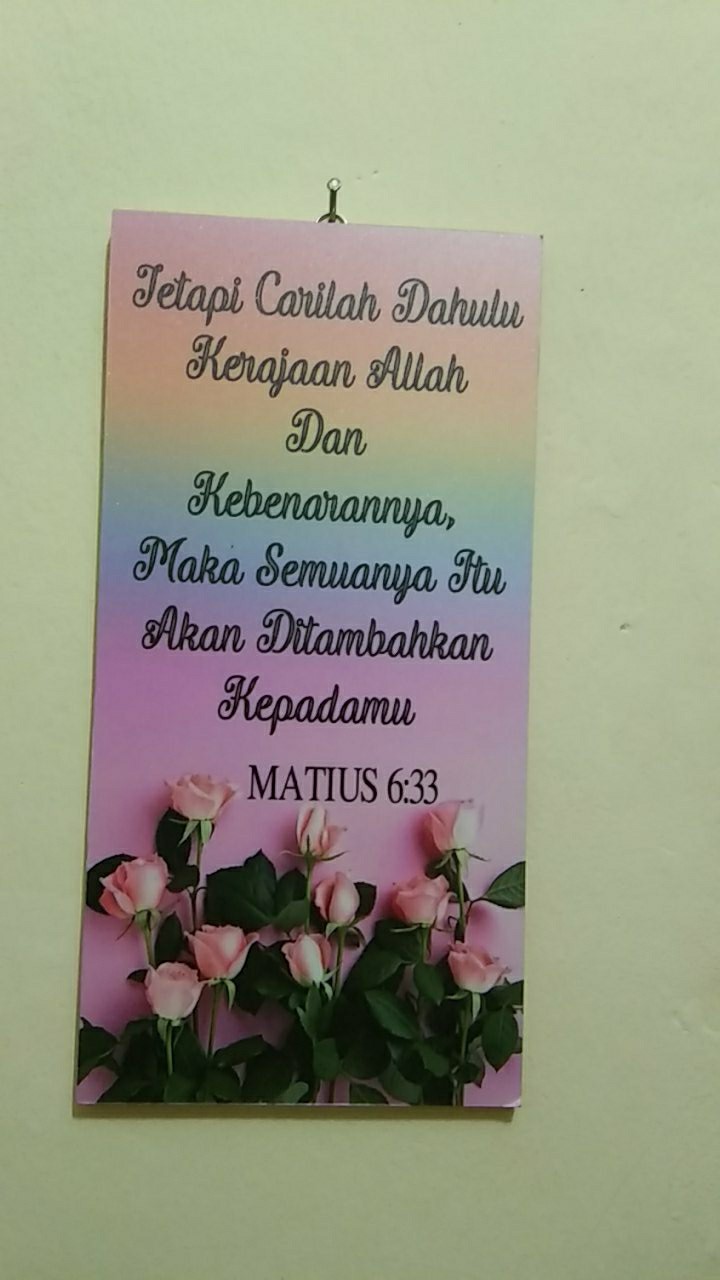 Tetapi Carilah Dahulu
Kerajaan Allah
Dan
Kebenarannya,
Maka Semuanya Itu
Akan Ditambahkan
Kepadamu
MATIUS 6:33